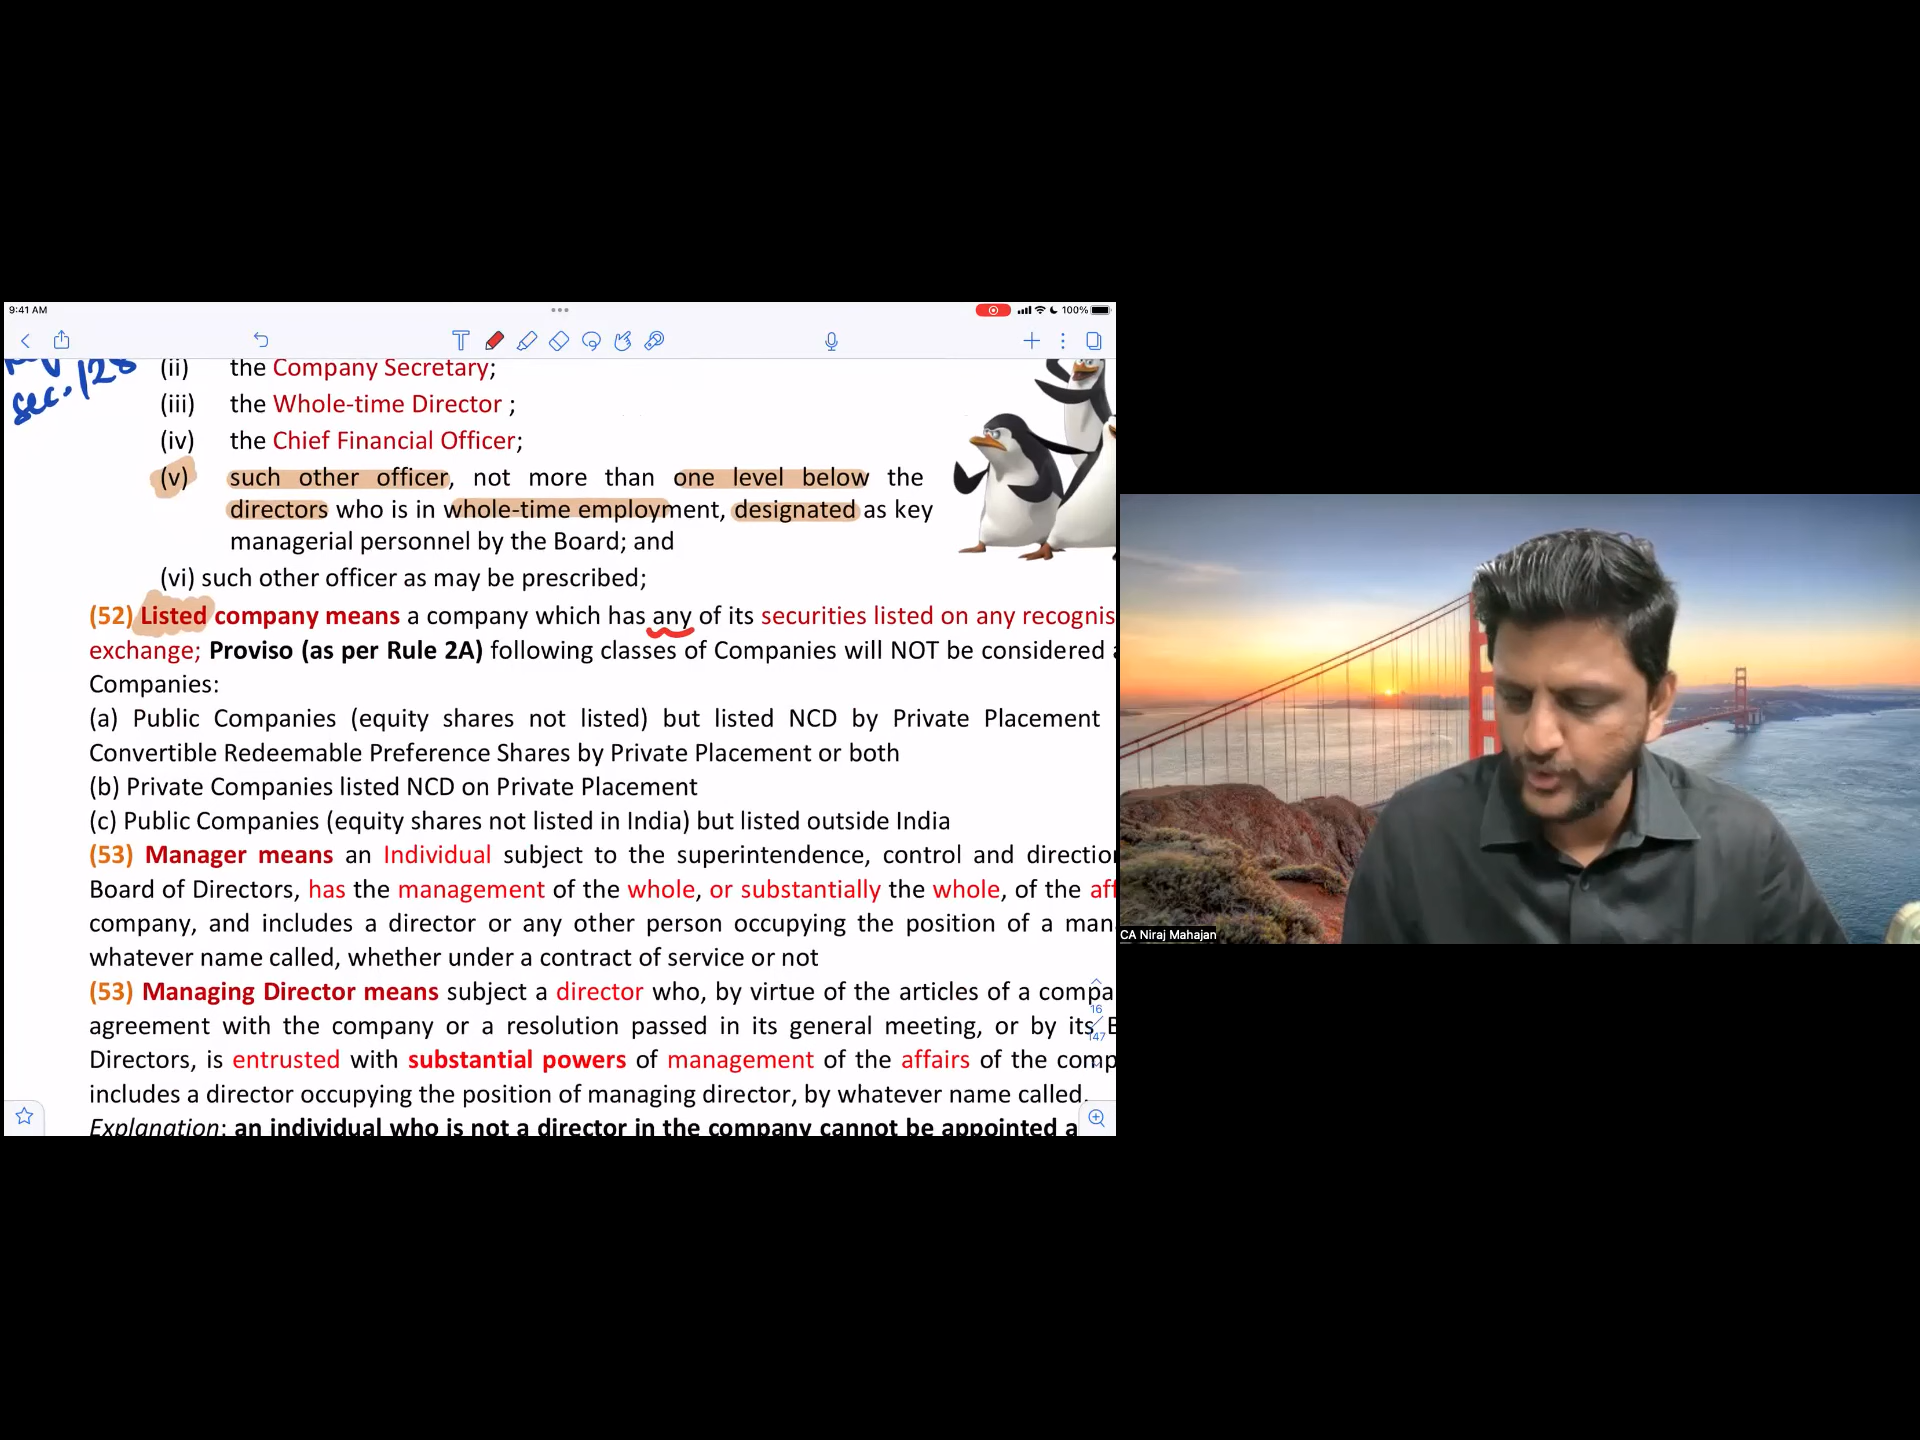 9:41 AM
100%
sec. 128
(ii) the Company Secretary;
(iii) the Whole-time Director ;
(iv) the Chief Financial Officer;
(v) such other officer, not more than one level below the
directors who is in whole-time employment, designated as key
managerial personnel by the Board; and
(vi) such other officer as may be prescribed;
(52) Listed company means a company which has any of its securities listed on any recognis
exchange; Proviso (as per Rule 2A) following classes of Companies will NOT be considered
Companies:
(a) Public Companies (equity shares not listed) but listed NCD by Private Placement
Convertible Redeemable Preference Shares by Private Placement or both
(b) Private Companies listed NCD on Private Placement
(c) Public Companies (equity shares not listed in India) but listed outside India
(53) Manager means an Individual subject to the superintendence, control and direction
Board of Directors, has the management of the whole, or substantially the whole, of the aff
company, and includes a director or any other person occupying the position of a man
whatever name called, whether under a contract of service or not
(53) Managing Director means subject a director who, by virtue of the articles of a compa
agreement with the company or a resolution passed in its general meeting, or by its B
Directors, is entrusted with substantial powers of management of the affairs of the comp
includes a director occupying the position of managing director, by whatever name called.
Explanation: an individual who is not a director in the company cannot be appointed a
16
147
CA Niraj Mahajan